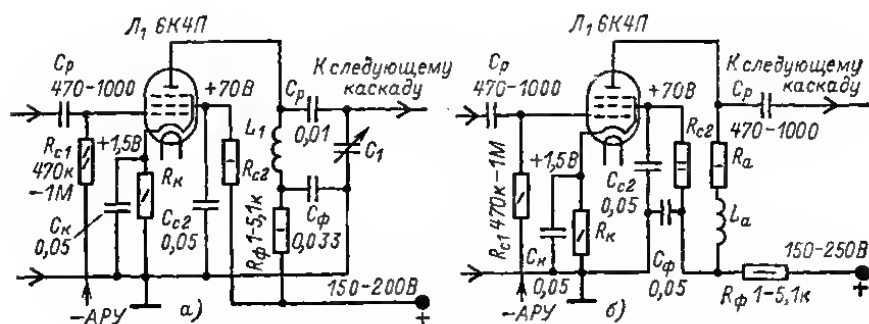 Л₁ 6К4П
Cр
470-1000
+70В
К следующему
каскаду
Cр
0,01
L₁
C₁
Rс1
470к
-1М
+1,5В
Rк
Rс2
Cк
0,05
Cс2
0,05
Cф
0,033
Rф 1-5,1к
150-200В
+
-АРУ
а)
Л₁ 6К4П
Cр
470-1000
+70В
К следующему
каскаду
Cр
470-1000
Rс2
Rа
Lа
Rс1 470к-1М
+1,5В
Cс2
0,05
Cк
0,05
Rк
Cф
0,05
150-250В
Rф 1-5,1к
+
-АРУ
б)